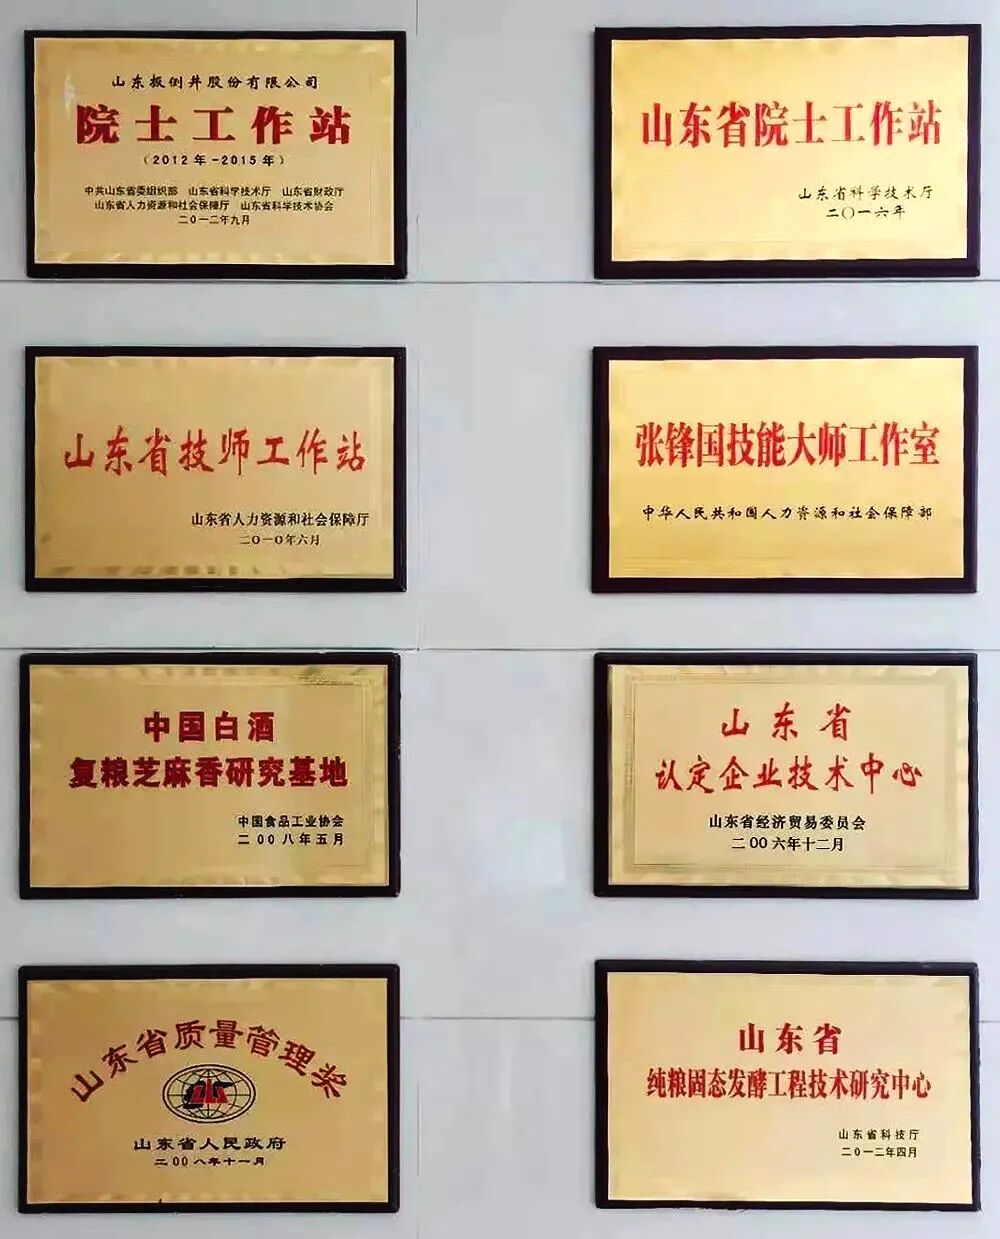 山东扳倒井股份有限公司
院士工作站
（2012年-2015年）
中共山东省委组织部 山东省科学技术厅 山东省财政厅
山东省人力资源和社会保障厅 山东省科学技术协会
二〇一二年九月
山东省院士工作站
山东省科学技术厅
二〇一六年
山东省技师工作站
山东省人力资源和社会保障厅
二〇一〇年六月
张锋国技能大师工作室
中华人民共和国人力资源和社会保障部
中国白酒
复粮芝麻香研究基地
中国食品工业协会
二00八年五月
山东省
认定企业技术中心
山东省经济贸易委员会
二00六年十二月
山东省质量管理奖
山东省人民政府
二00八年十一月
山东省
纯粮固态发酵工程技术研究中心
山东省科技厅
二〇一二年四月